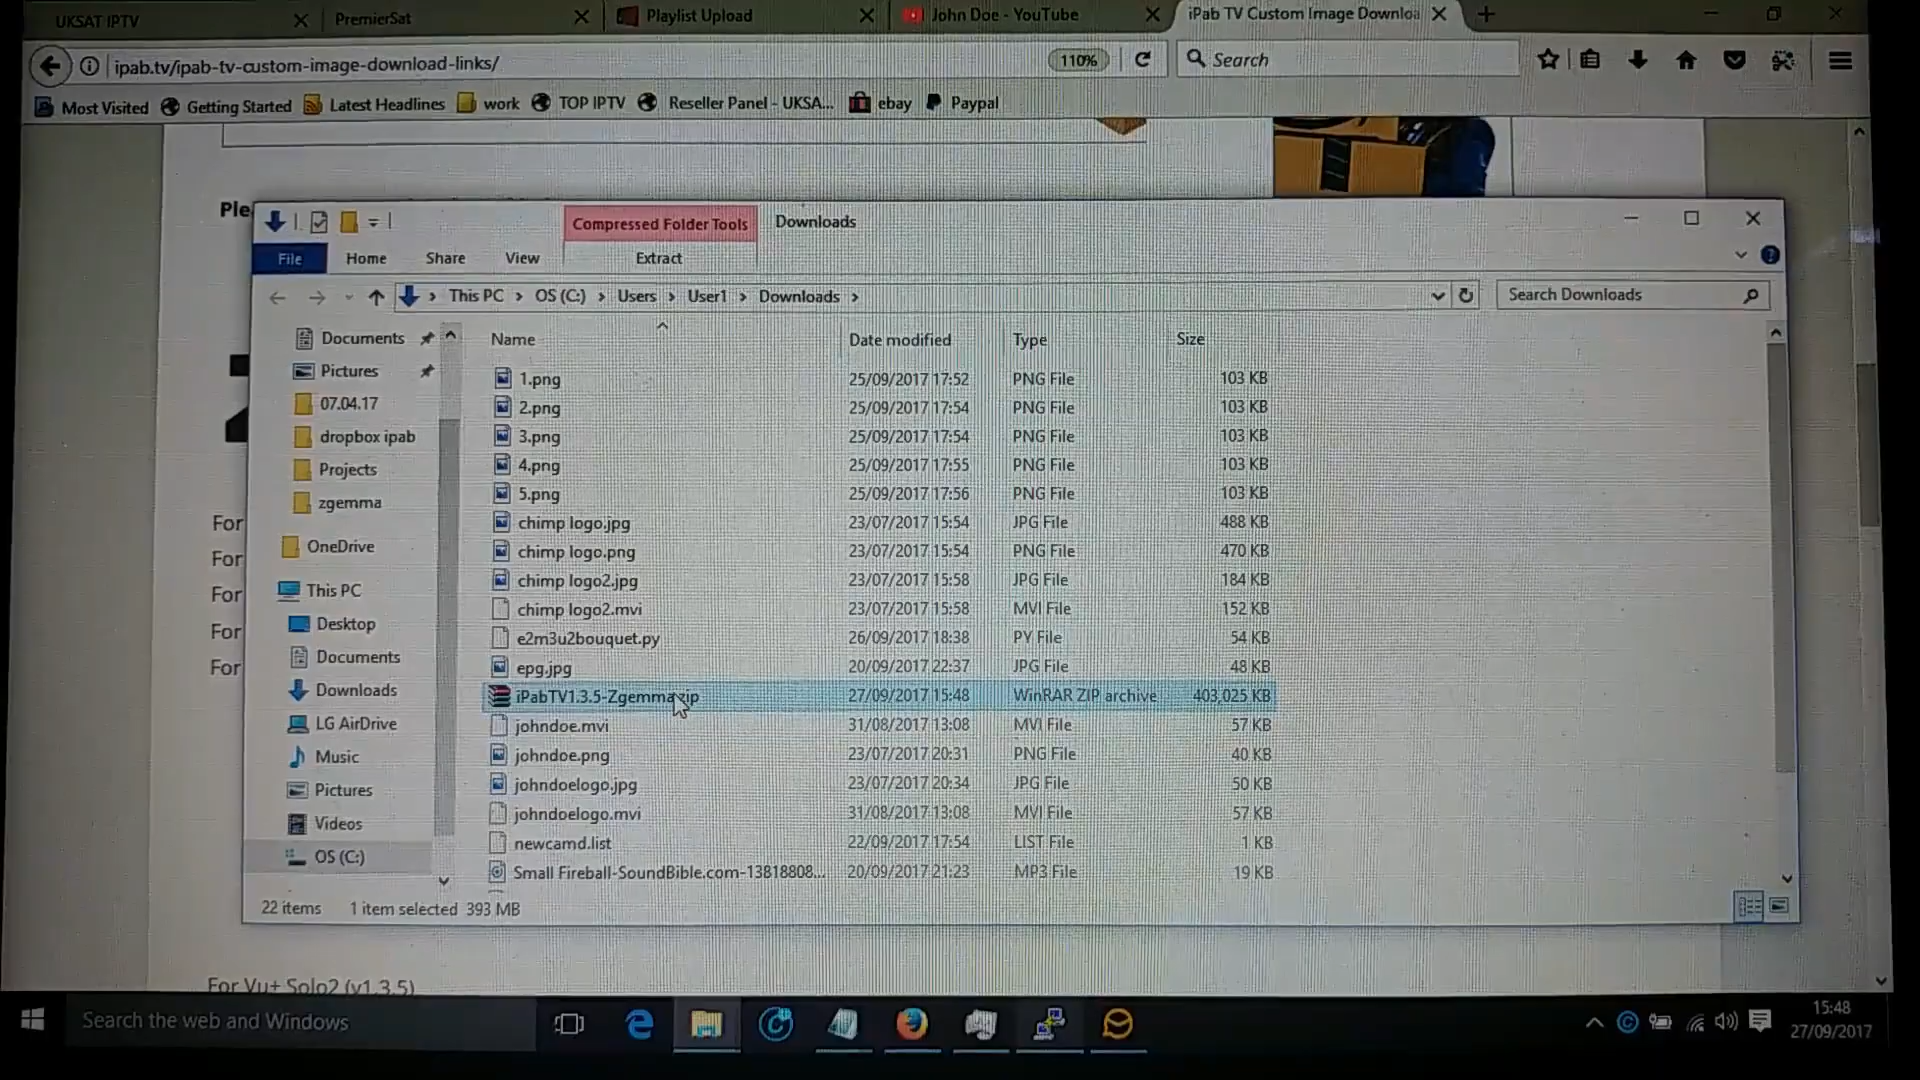 UKSAT IPTV
PremierSat
Playlist Upload
John Doe - YouTube
iPab TV Custom Image Downloa
ipab.tv/ipab-tv-custom-image-download-links/
110%
Search
Most Visited
Getting Started
Latest Headlines
work
TOP IPTV
Reseller Panel - UKSA...
ebay
Paypal
Ple
Compressed Folder Tools
Downloads
File
Home
Share
View
Extract
This PC > OS (C:) > Users > User1 > Downloads >
Search Downloads
Documents
Pictures
07.04.17
dropbox ipab
Projects
zgemma
OneDrive
This PC
Desktop
Documents
Downloads
LG AirDrive
Music
Pictures
Videos
OS (C:)
Name Date modified Type Size
1.png 25/09/2017 17:52 PNG File 103 KB
2.png 25/09/2017 17:54 PNG File 103 KB
3.png 25/09/2017 17:54 PNG File 103 KB
4.png 25/09/2017 17:55 PNG File 103 KB
5.png 25/09/2017 17:56 PNG File 103 KB
chimp logo.jpg 23/07/2017 15:54 JPG File 488 KB
chimp logo.png 23/07/2017 15:54 PNG File 470 KB
chimp logo2.jpg 23/07/2017 15:58 JPG File 184 KB
chimp logo2.mvi 23/07/2017 15:58 MVI File 152 KB
e2m3u2bouquet.py 26/09/2017 18:38 PY File 54 KB
epg.jpg 20/09/2017 22:37 JPG File 48 KB
iPabTV1.3.5-Zgemma.zip 27/09/2017 15:48 WinRAR ZIP archive 403,025 KB
johndoe.mvi 31/08/2017 13:08 MVI File 57 KB
johndoe.png 23/07/2017 20:31 PNG File 40 KB
johndoelogo.jpg 23/07/2017 20:34 JPG File 50 KB
johndoelogo.mvi 31/08/2017 13:08 MVI File 57 KB
newcamd.list 22/09/2017 17:54 LIST File 1 KB
Small Fireball-SoundBible.com-13818808... 20/09/2017 21:23 MP3 File 19 KB
22 items 1 item selected 393 MB
For
For
For
For
For
For Vu+ Solo2 (v1.3.5)
Search the web and Windows
15:48
27/09/2017